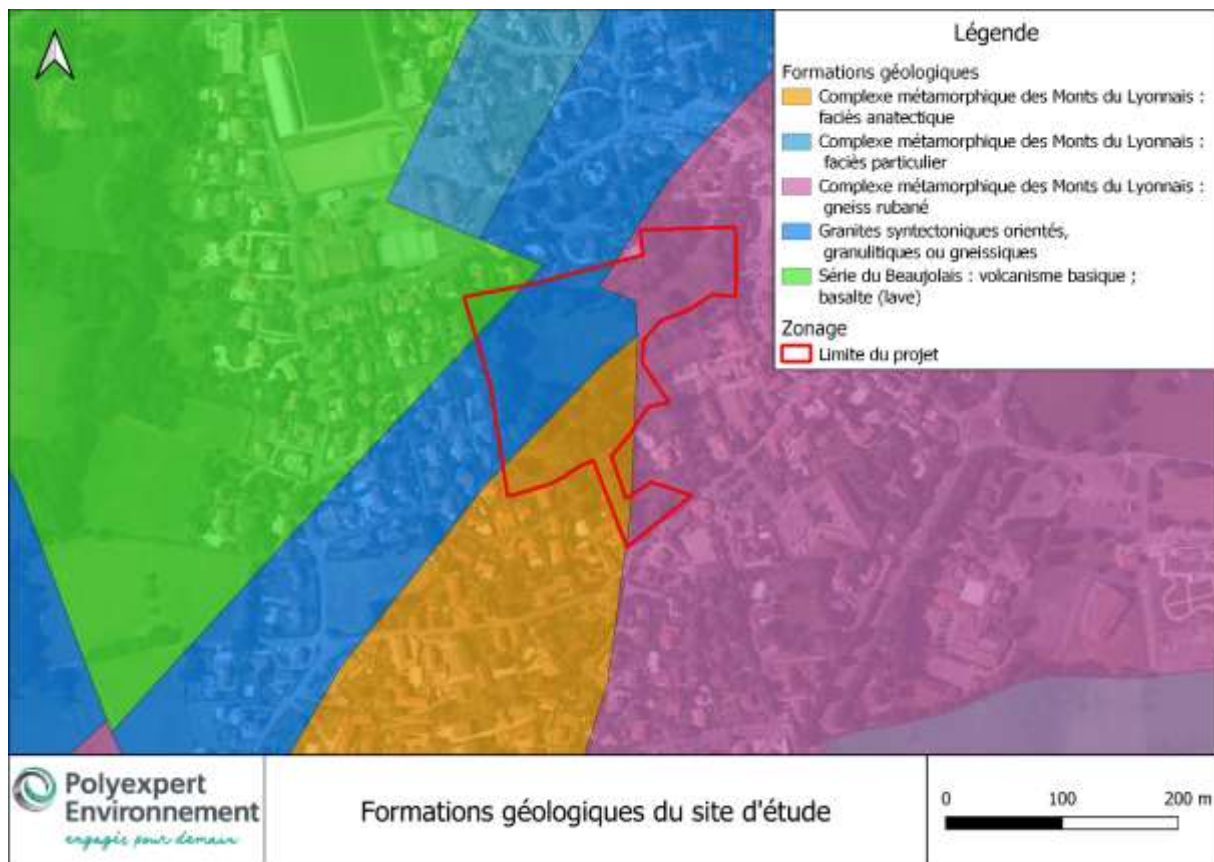 Légende
Formations géologiques
Complexe métamorphique des Monts du Lyonnais :
faciès anatectique
Complexe métamorphique des Monts du Lyonnais :
faciès particulier
Complexe métamorphique des Monts du Lyonnais :
gneiss rubané
Granites syntectoniques orientés,
granulitiques ou gneissiques
Série du Beaujolais : volcanisme basique ;
basalte (lave)
Zonage
Limite du projet
Polyexpert
Environnement
engagés pour demain
Formations géologiques du site d'étude
0 100 200 m